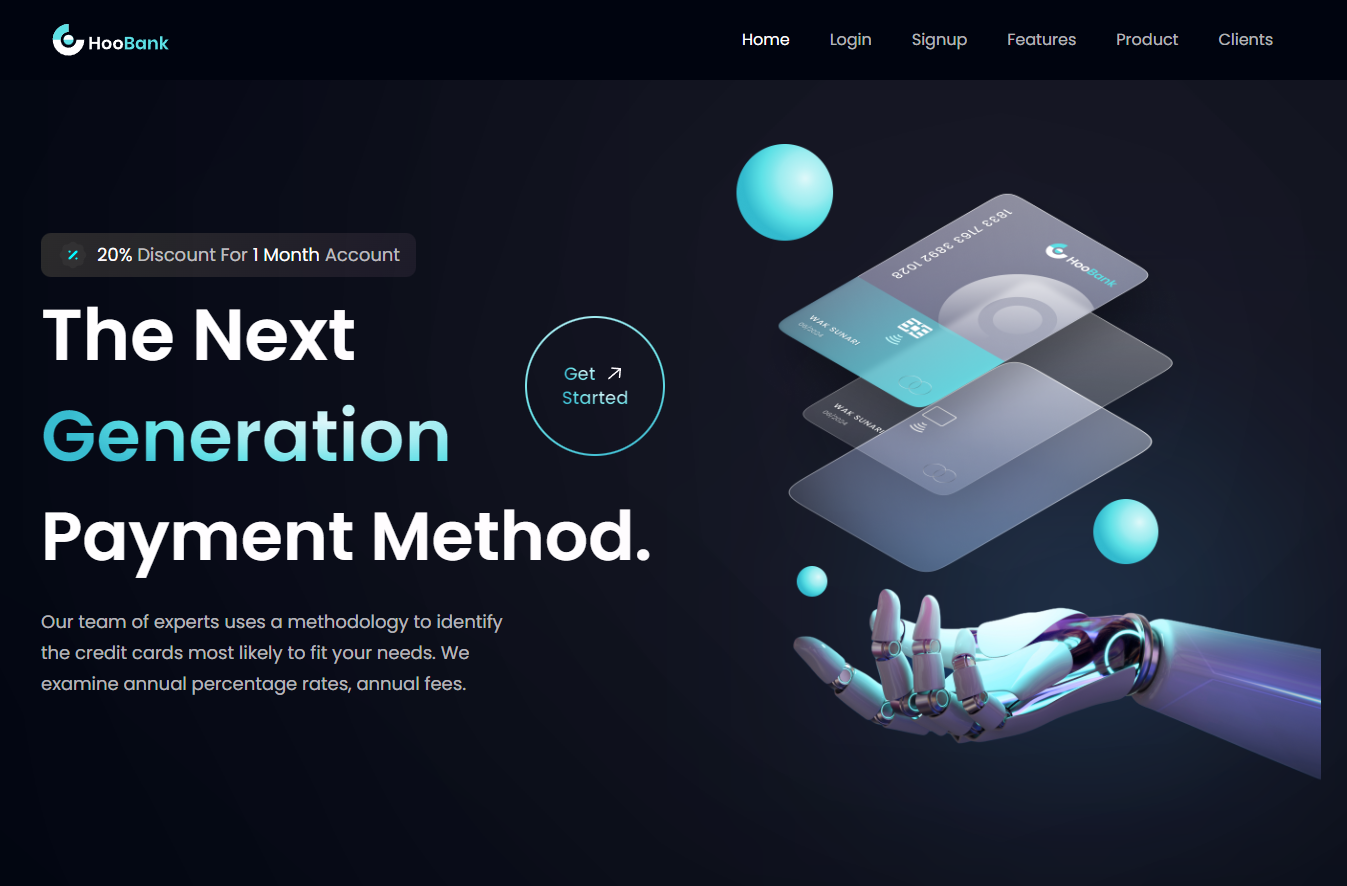 HooBank
Home Login Signup Features Product Clients
20% Discount For 1 Month Account
The Next
Generation
Payment Method.
Get
Started
Our team of experts uses a methodology to identify
the credit cards most likely to fit your needs. We
examine annual percentage rates, annual fees.
1833 7163 3892 1028
HooBank
WAK SUNARI
06/2024
WAK SUNARI
06/2024